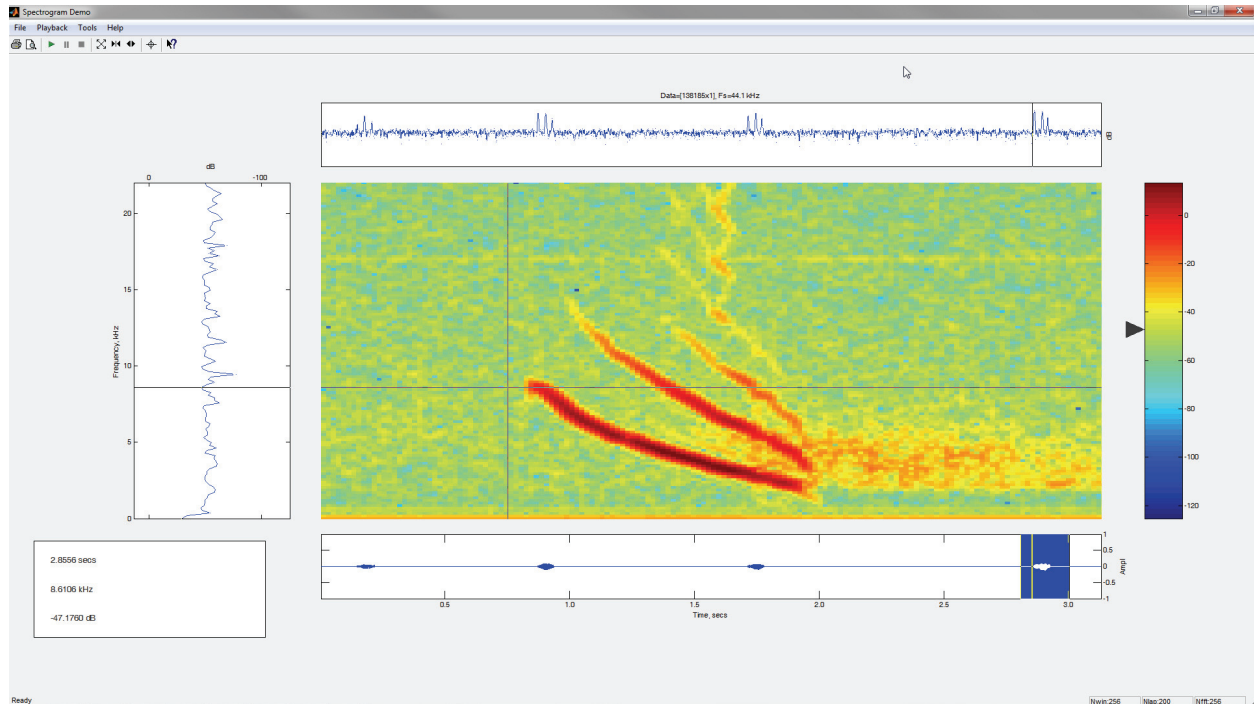 Spectrogram Demo
File Playback Tools Help
Data=[138185x1], Fs=44.1 kHz
dB
dB
0 -100
20
15
10
5
0
Frequency, kHz
0
-20
-40
-60
-80
-100
-120
2.8556 secs
8.6106 kHz
-47.1760 dB
1
0.5
0
-0.5
-1
Ampl
0.5 1.0 1.5 2.0 2.5 3.0
Time, secs
Ready
Nwin:256 Nlap:200 Nfft:256